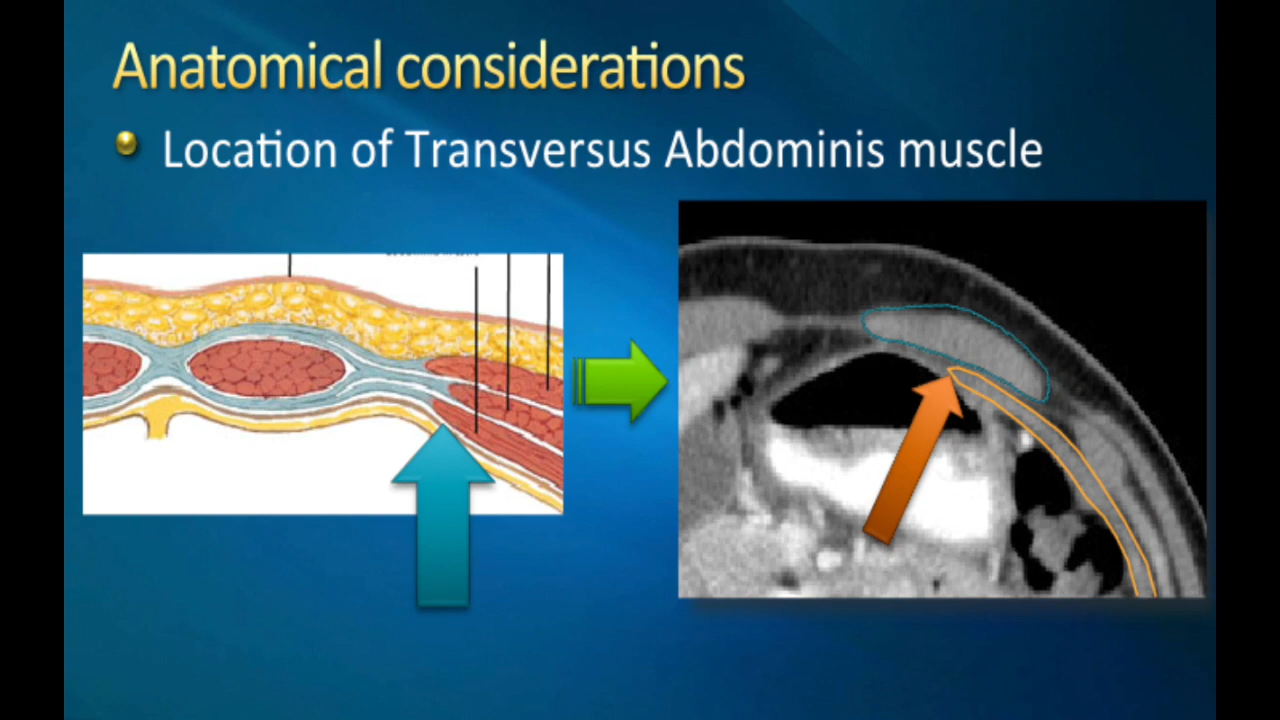 Anatomical considerations
Location of Transversus Abdominis muscle